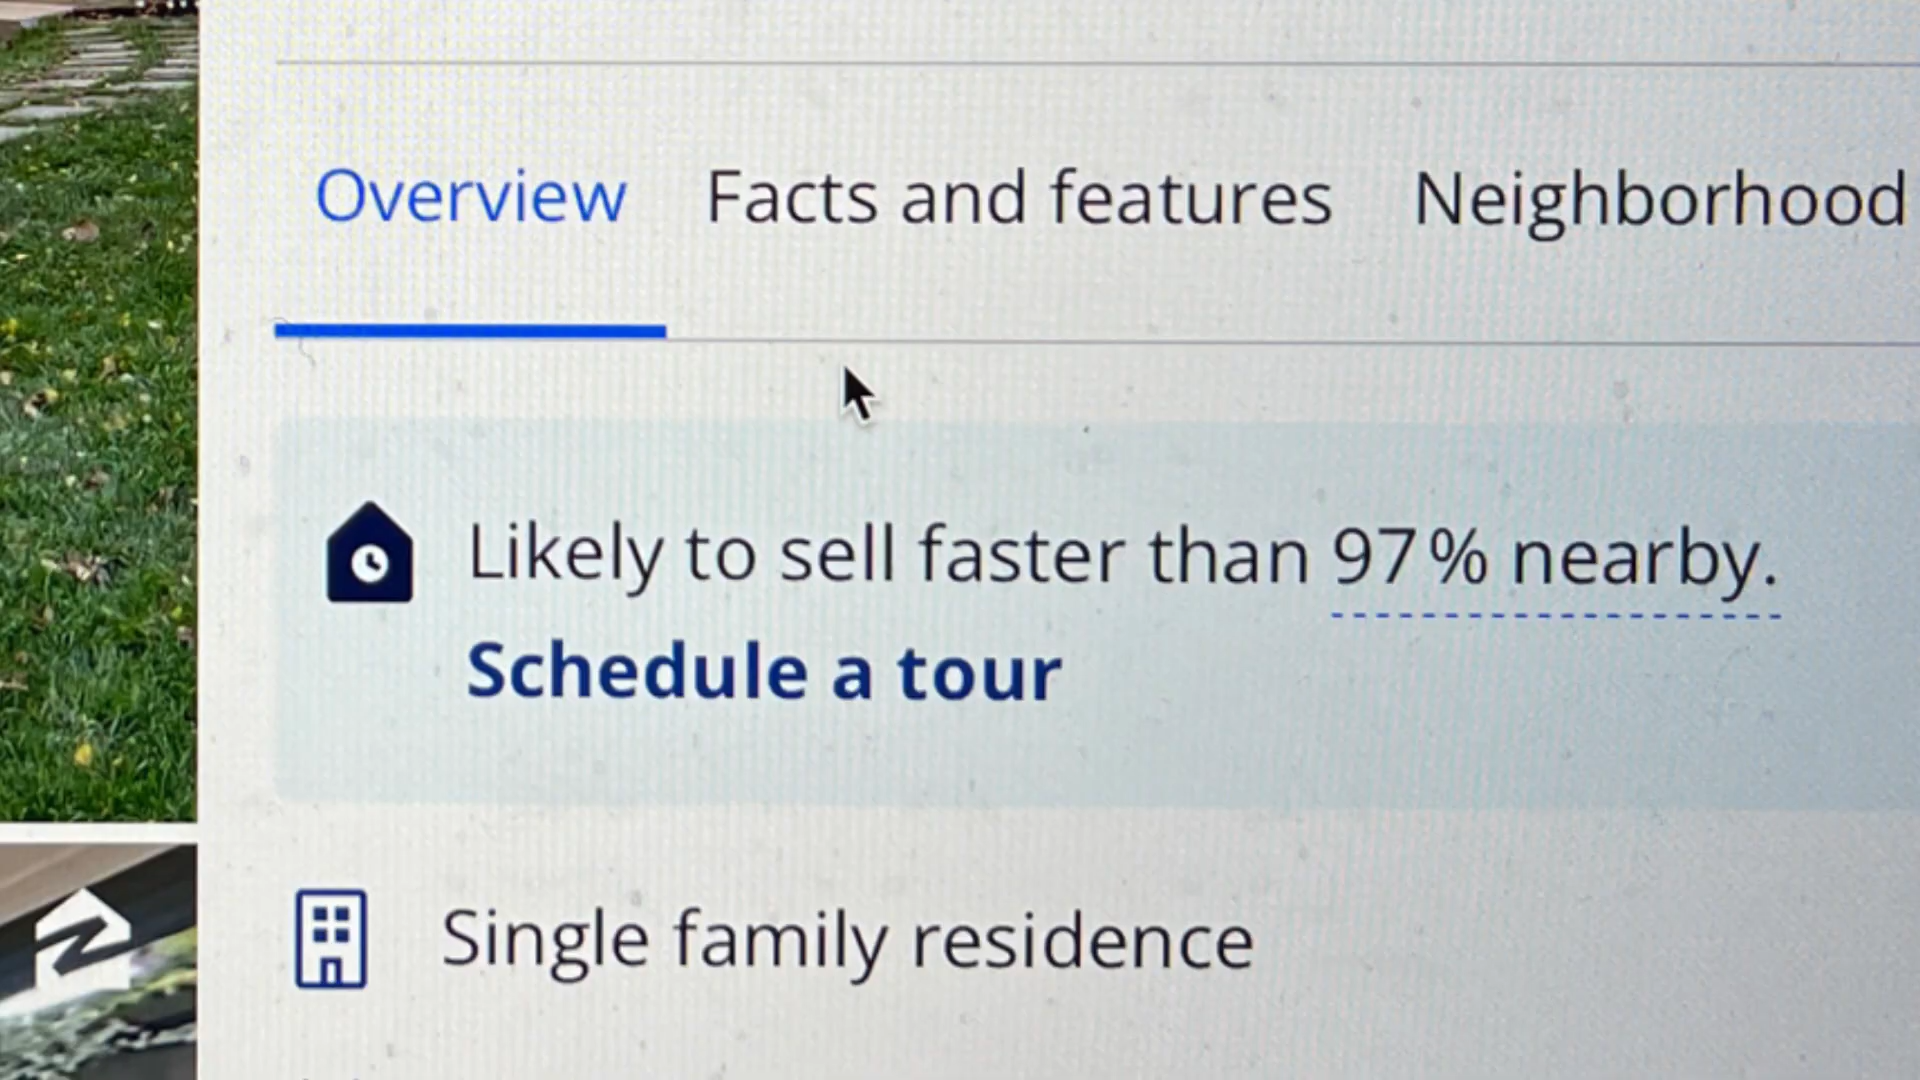 Overview Facts and features Neighborhood
Likely to sell faster than 97% nearby.
Schedule a tour
Single family residence